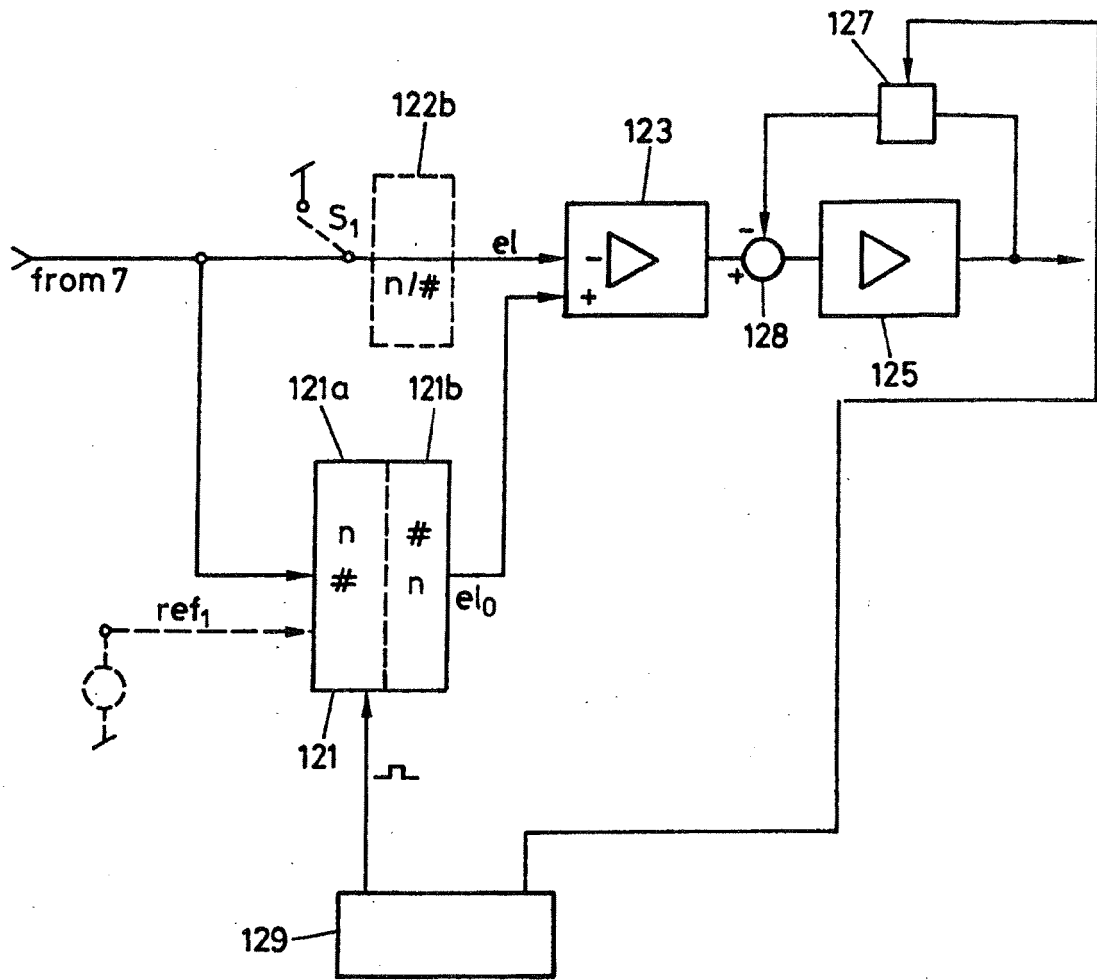 127
122b
123
S₁
el
from 7
n/#
-
+
-
+
128
125
121a
121b
n
#
#
n
el₀
ref₁
121
129